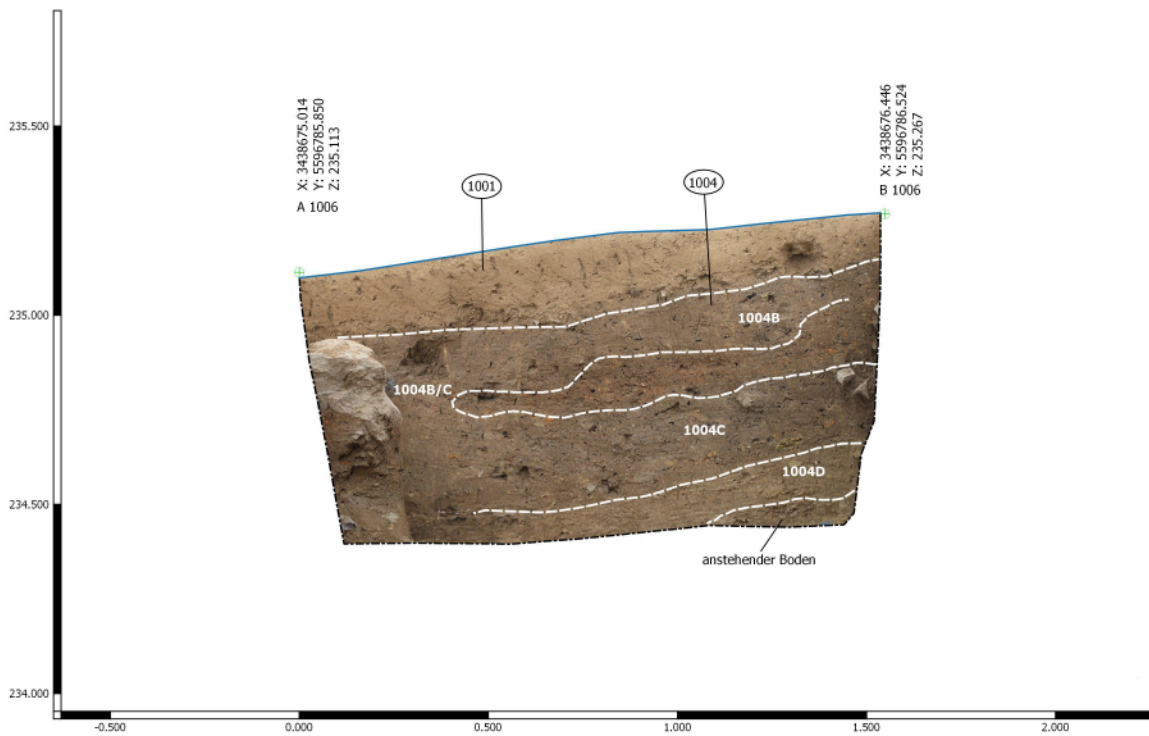 235.500
235.000
234.500
234.000
-0.500
0.000
0.500
1.000
1.500
2.000
X: 3438675.014
Y: 5596785.850
Z: 235.113
A 1006
1001
1004
X: 3438676.446
Y: 5596786.524
Z: 235.267
B 1006
1004B
1004B/C
1004C
1004D
anstehender Boden